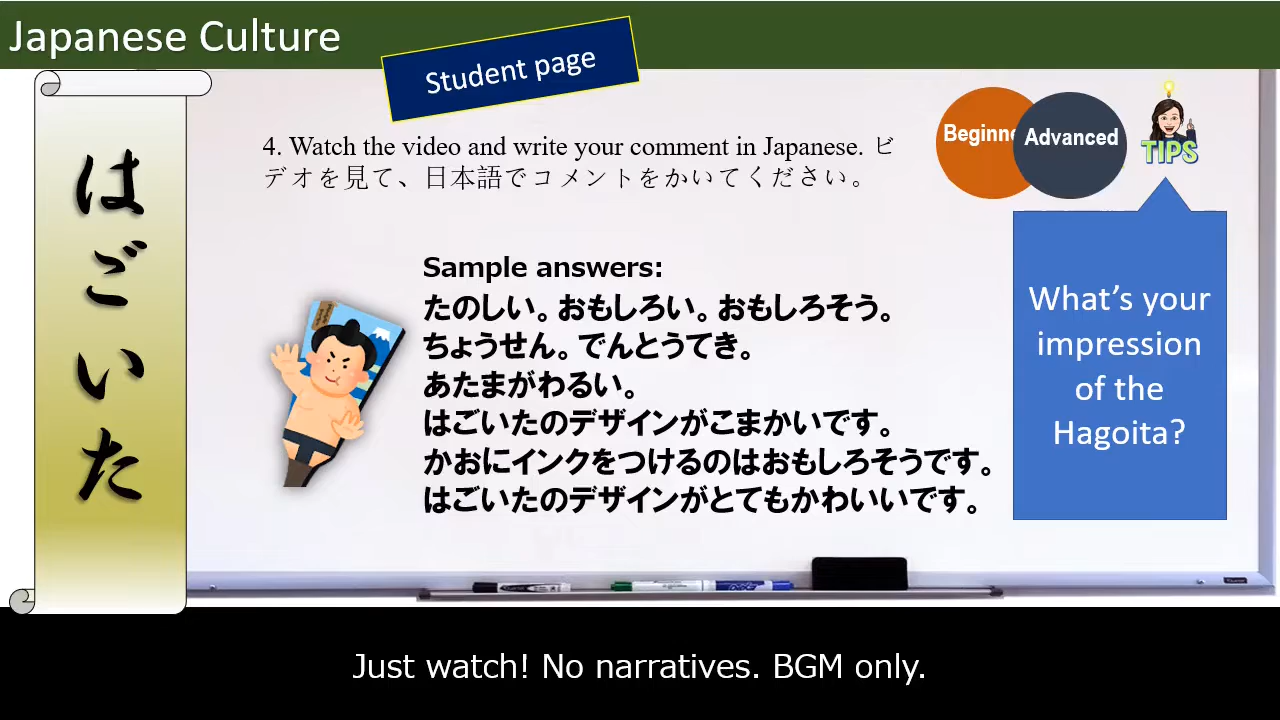 Japanese Culture
Student page
はごいた
4. Watch the video and write your comment in Japanese. ビ
デオを見て、日本語でコメントをかいてください。
Beginne
Advanced
TIPS
Sample answers:
たのしい。おもしろい。おもしろそう。
ちょうせん。でんとうてき。
あたまがわるい。
はごいたのデザインがこまかいです。
かおにインクをつけるのはおもしろそうです。
はごいたのデザインがとてもかわいいです。
What’s your
impression
of the
Hagoita?
Just watch! No narratives. BGM only.